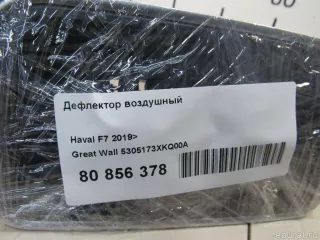 Дефлектор воздушный
Haval F7 2019>
Great Wall 5305173XKQ00A
80 856 378